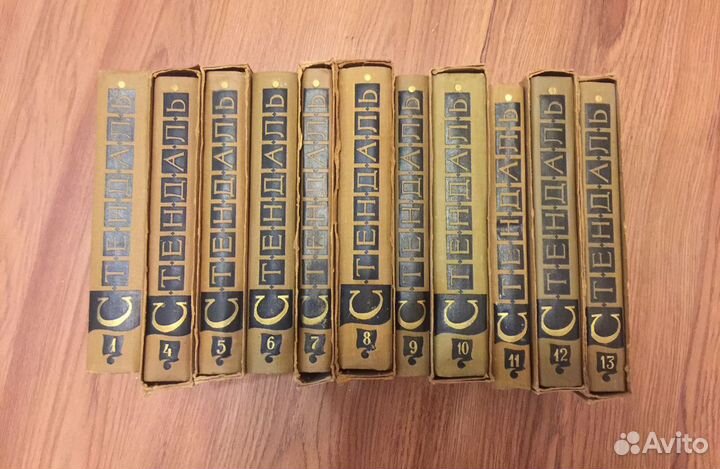 СТЕНДАЛЬ 1
СТЕНДАЛЬ 4
СТЕНДАЛЬ 5
СТЕНДАЛЬ 6
СТЕНДАЛЬ 7
СТЕНДАЛЬ 8
СТЕНДАЛЬ 9
СТЕНДАЛЬ 10
СТЕНДАЛЬ 11
СТЕНДАЛЬ 12
СТЕНДАЛЬ 13
Avito